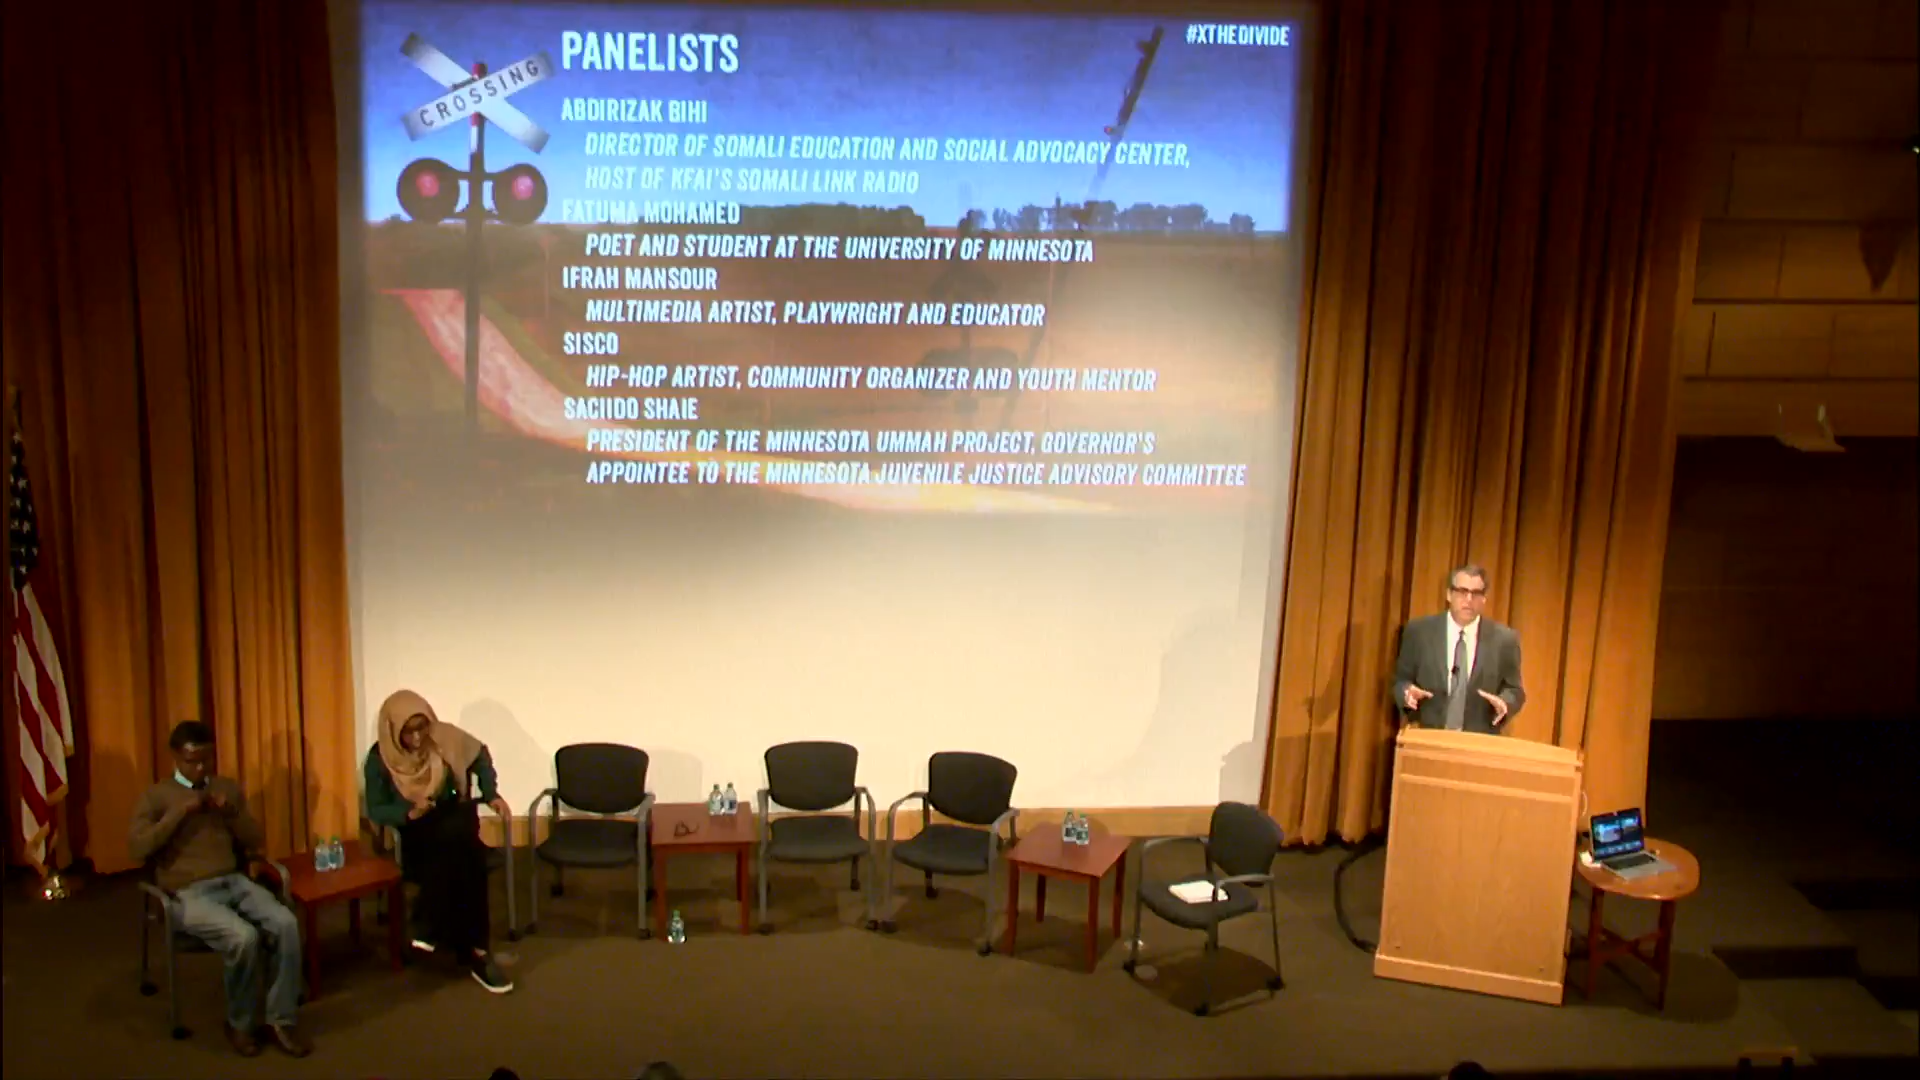 #XTHEDIVIDE
PANELISTS
CROSSING
ABDIRIZAK BIHI
DIRECTOR OF SOMALI EDUCATION AND SOCIAL ADVOCACY CENTER,
HOST OF KFAI'S SOMALI LINK RADIO
FATUMA MOHAMED
POET AND STUDENT AT THE UNIVERSITY OF MINNESOTA
IFRAH MANSOUR
MULTIMEDIA ARTIST, PLAYWRIGHT AND EDUCATOR
SISCO
HIP-HOP ARTIST, COMMUNITY ORGANIZER AND YOUTH MENTOR
SACIIDO SHAIE
PRESIDENT OF THE MINNESOTA UMMAH PROJECT, GOVERNOR'S
APPOINTEE TO THE MINNESOTA JUVENILE JUSTICE ADVISORY COMMITTEE